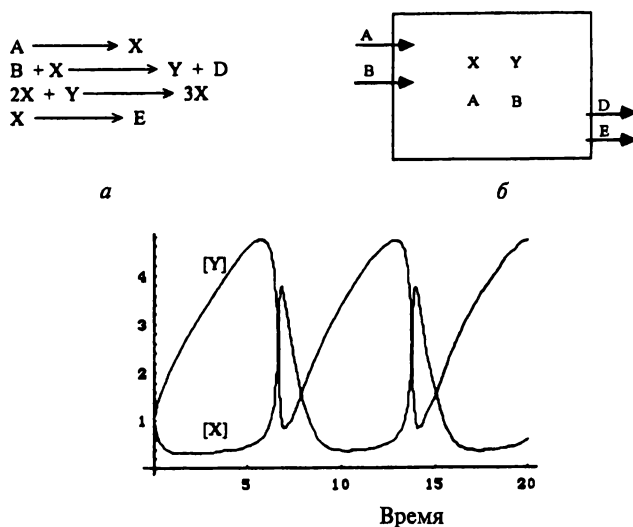 A ⟶ X
B + X ⟶ Y + D
2X + Y ⟶ 3X
X ⟶ E
а
A
B
X Y
A B
D
E
б
[Y]
[X]
4
3
2
1
5 10 15 20
Время